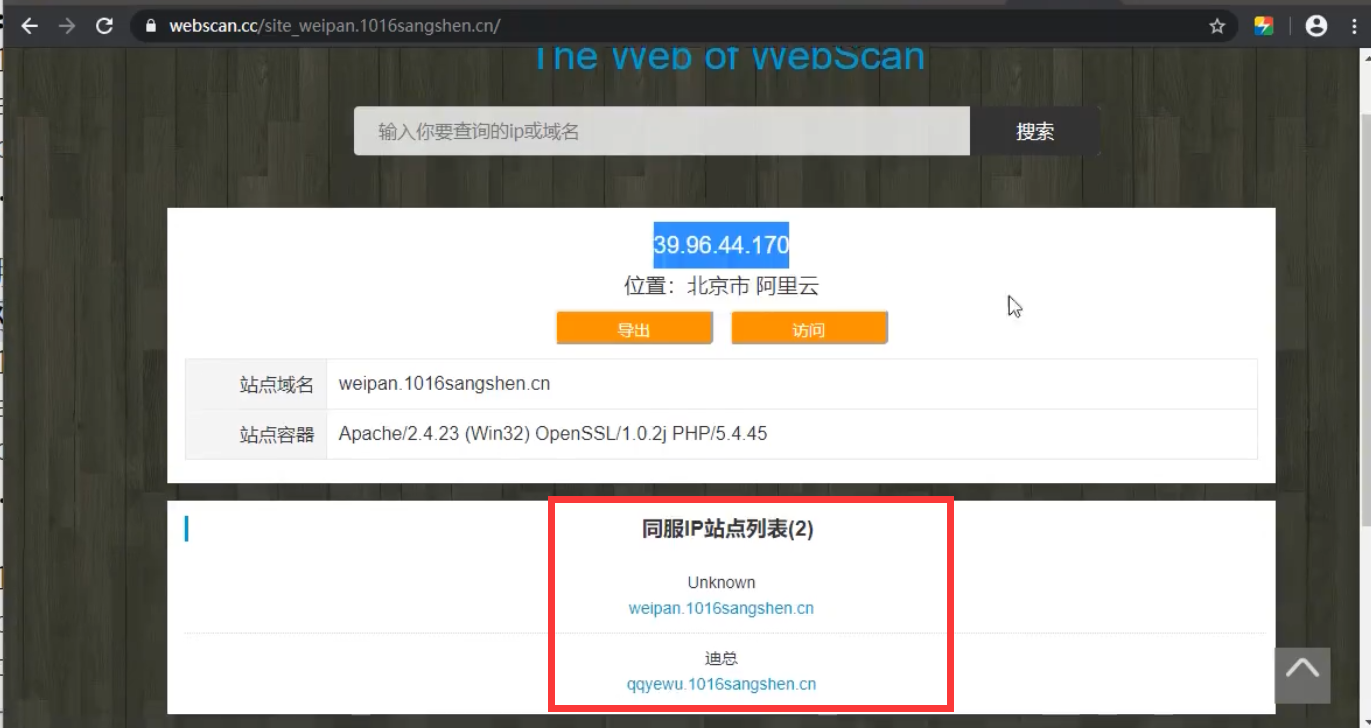 webscan.cc/site_weipan.1016sangshen.cn/
The Web of WebScan
输入你要查询的ip或域名
搜索
39.96.44.170
位置：北京市 阿里云
导出 访问
站点域名 weipan.1016sangshen.cn
站点容器 Apache/2.4.23 (Win32) OpenSSL/1.0.2j PHP/5.4.45
同服IP站点列表(2)
Unknown
weipan.1016sangshen.cn
迪总
qqyewu.1016sangshen.cn